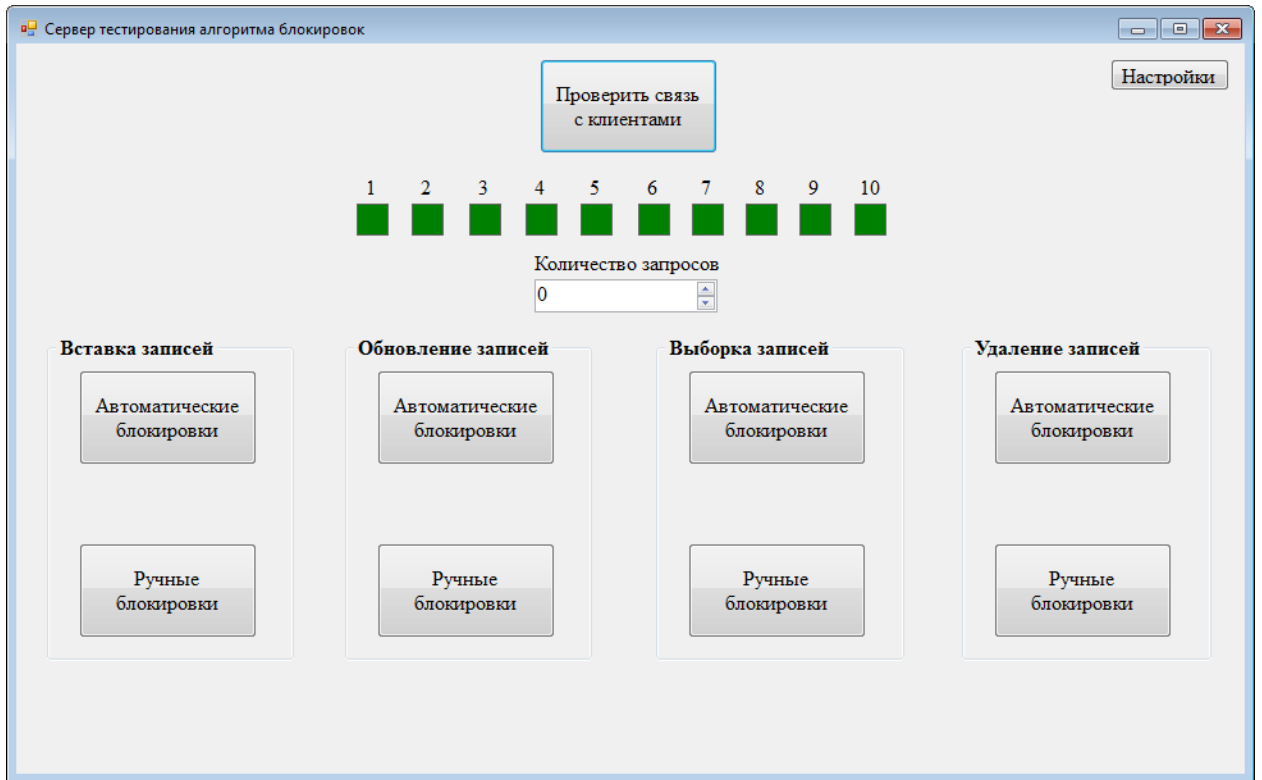 Сервер тестирования алгоритма блокировок
Настройки
Проверить связь
с клиентами
1 2 3 4 5 6 7 8 9 10
Количество запросов
0
Вставка записей
Автоматические
блокировки
Ручные
блокировки
Обновление записей
Автоматические
блокировки
Ручные
блокировки
Выборка записей
Автоматические
блокировки
Ручные
блокировки
Удаление записей
Автоматические
блокировки
Ручные
блокировки